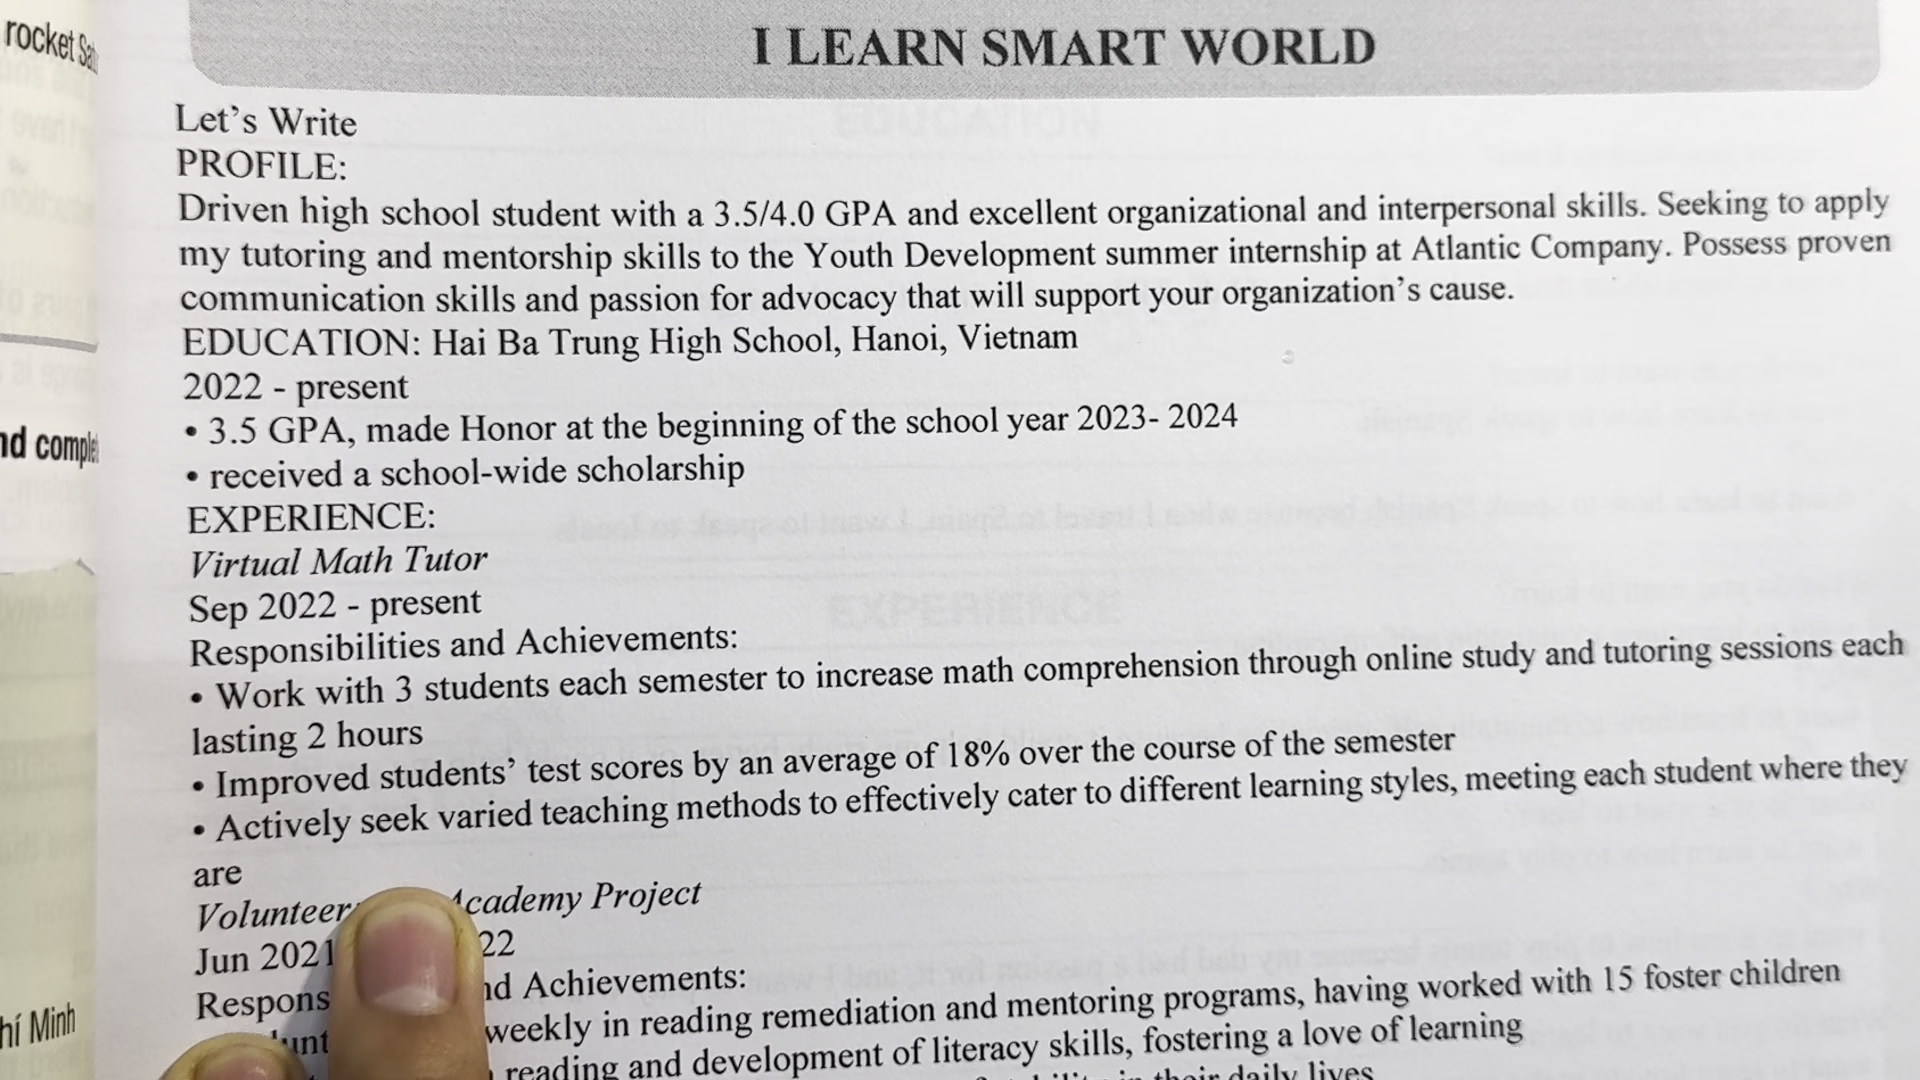 rocket
I LEARN SMART WORLD
Let's Write
PROFILE:
Driven high school student with a 3.5/4.0 GPA and excellent organizational and interpersonal skills. Seeking to apply
my tutoring and mentorship skills to the Youth Development summer internship at Atlantic Company. Possess proven
communication skills and passion for advocacy that will support your organization's cause.
EDUCATION: Hai Ba Trung High School, Hanoi, Vietnam
2022 - present
• 3.5 GPA, made Honor at the beginning of the school year 2023- 2024
• received a school-wide scholarship
EXPERIENCE:
Virtual Math Tutor
Sep 2022 - present
Responsibilities and Achievements:
• Work with 3 students each semester to increase math comprehension through online study and tutoring sessions each
lasting 2 hours
• Improved students' test scores by an average of 18% over the course of the semester
• Actively seek varied teaching methods to effectively cater to different learning styles, meeting each student where they
are
Volunteer Academy Project
Jun 2021 22
Achievements:
weekly in reading remediation and mentoring programs, having worked with 15 foster children
reading and development of literacy skills, fostering a love of learning
in their daily lives
Minh